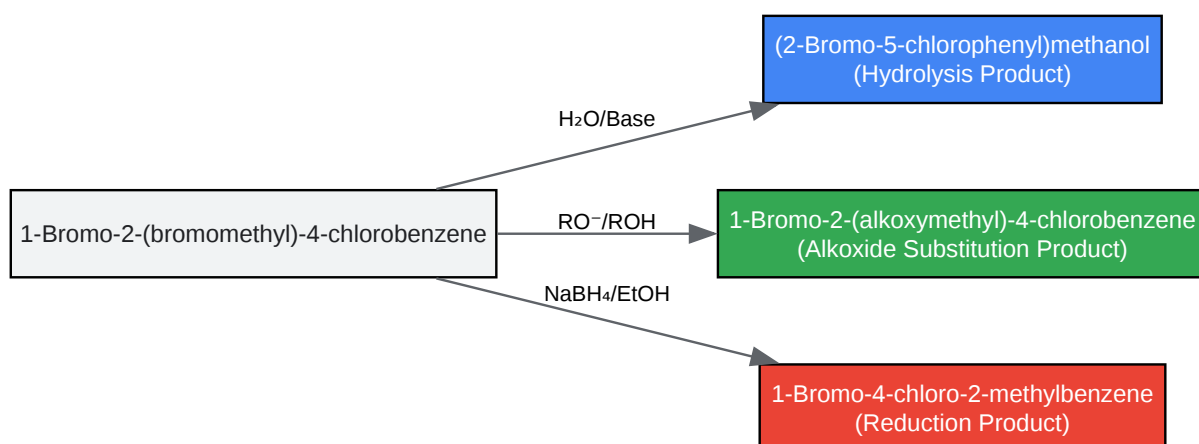 (2-Bromo-5-chlorophenyl)methanol
(Hydrolysis Product)
H₂O/Base
1-Bromo-2-(bromomethyl)-4-chlorobenzene
RO⁻/ROH
1-Bromo-2-(alkoxymethyl)-4-chlorobenzene
(Alkoxide Substitution Product)
NaBH₄/EtOH
1-Bromo-4-chloro-2-methylbenzene
(Reduction Product)